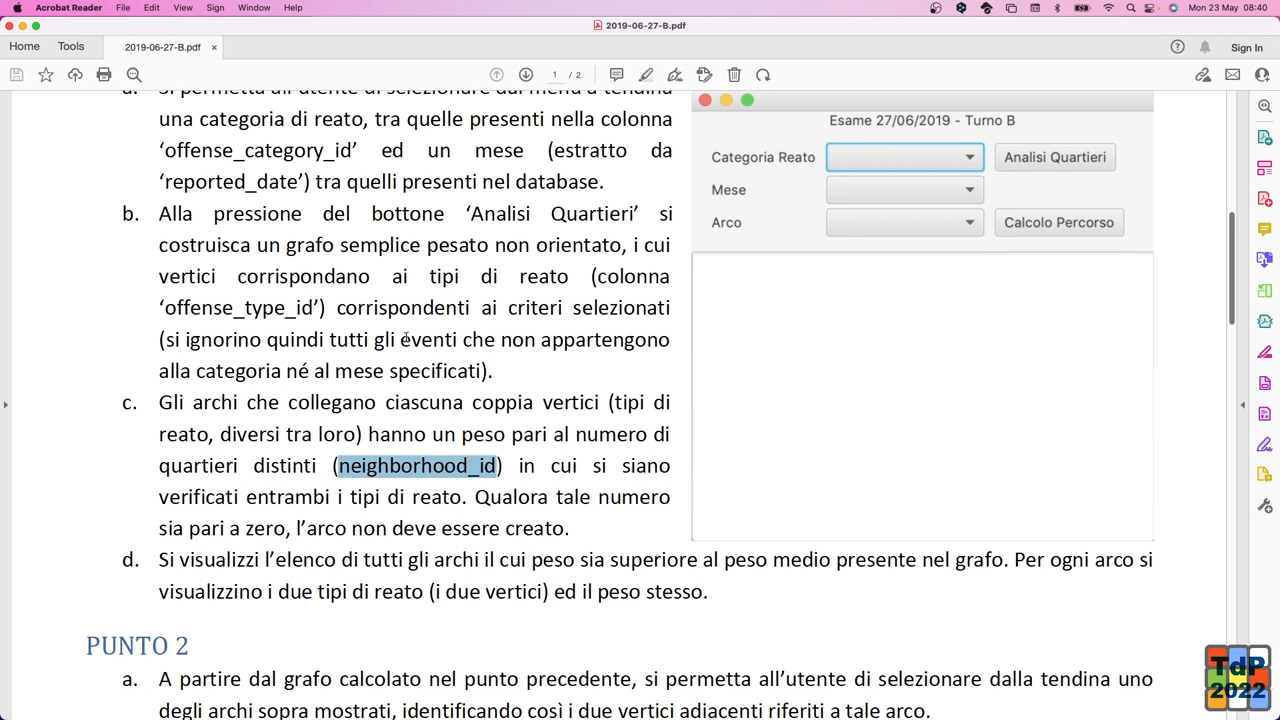 Acrobat Reader File Edit View Sign Window Help Mon 23 May 08:40
2019-06-27-B.pdf
Home Tools 2019-06-27-B.pdf × Sign In
1 / 2
a. Si permetta all'utente di selezionare dal menu a tendina
una categoria di reato, tra quelle presenti nella colonna
'offense_category_id' ed un mese (estratto da
'reported_date') tra quelli presenti nel database.
b. Alla pressione del bottone 'Analisi Quartieri' si
costruisca un grafo semplice pesato non orientato, i cui
vertici corrispondano ai tipi di reato (colonna
'offense_type_id') corrispondenti ai criteri selezionati
(si ignorino quindi tutti gli eventi che non appartengono
alla categoria né al mese specificati).
c. Gli archi che collegano ciascuna coppia vertici (tipi di
reato, diversi tra loro) hanno un peso pari al numero di
quartieri distinti (neighborhood_id) in cui si siano
verificati entrambi i tipi di reato. Qualora tale numero
sia pari a zero, l'arco non deve essere creato.
Esame 27/06/2019 - Turno B
Categoria Reato Analisi Quartieri
Mese
Arco Calcolo Percorso
d. Si visualizzi l'elenco di tutti gli archi il cui peso sia superiore al peso medio presente nel grafo. Per ogni arco si
visualizzino i due tipi di reato (i due vertici) ed il peso stesso.
PUNTO 2
a. A partire dal grafo calcolato nel punto precedente, si permetta all'utente di selezionare dalla tendina uno
degli archi sopra mostrati, identificando così i due vertici adiacenti riferiti a tale arco.
TdP
2022